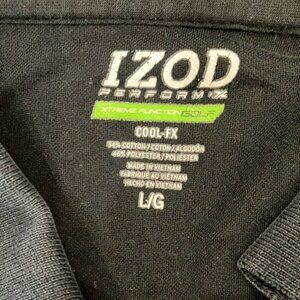 IZOD
PERFORM X
XTREME FUNCTION GOLF
COOL-FX
54% COTTON / COTON / ALGODÓN
46% POLYESTER / POLIÉSTER
MADE IN VIETNAM
FABRIQUÉ AU VIETNAM
HECHO EN VIETNAM
L/G